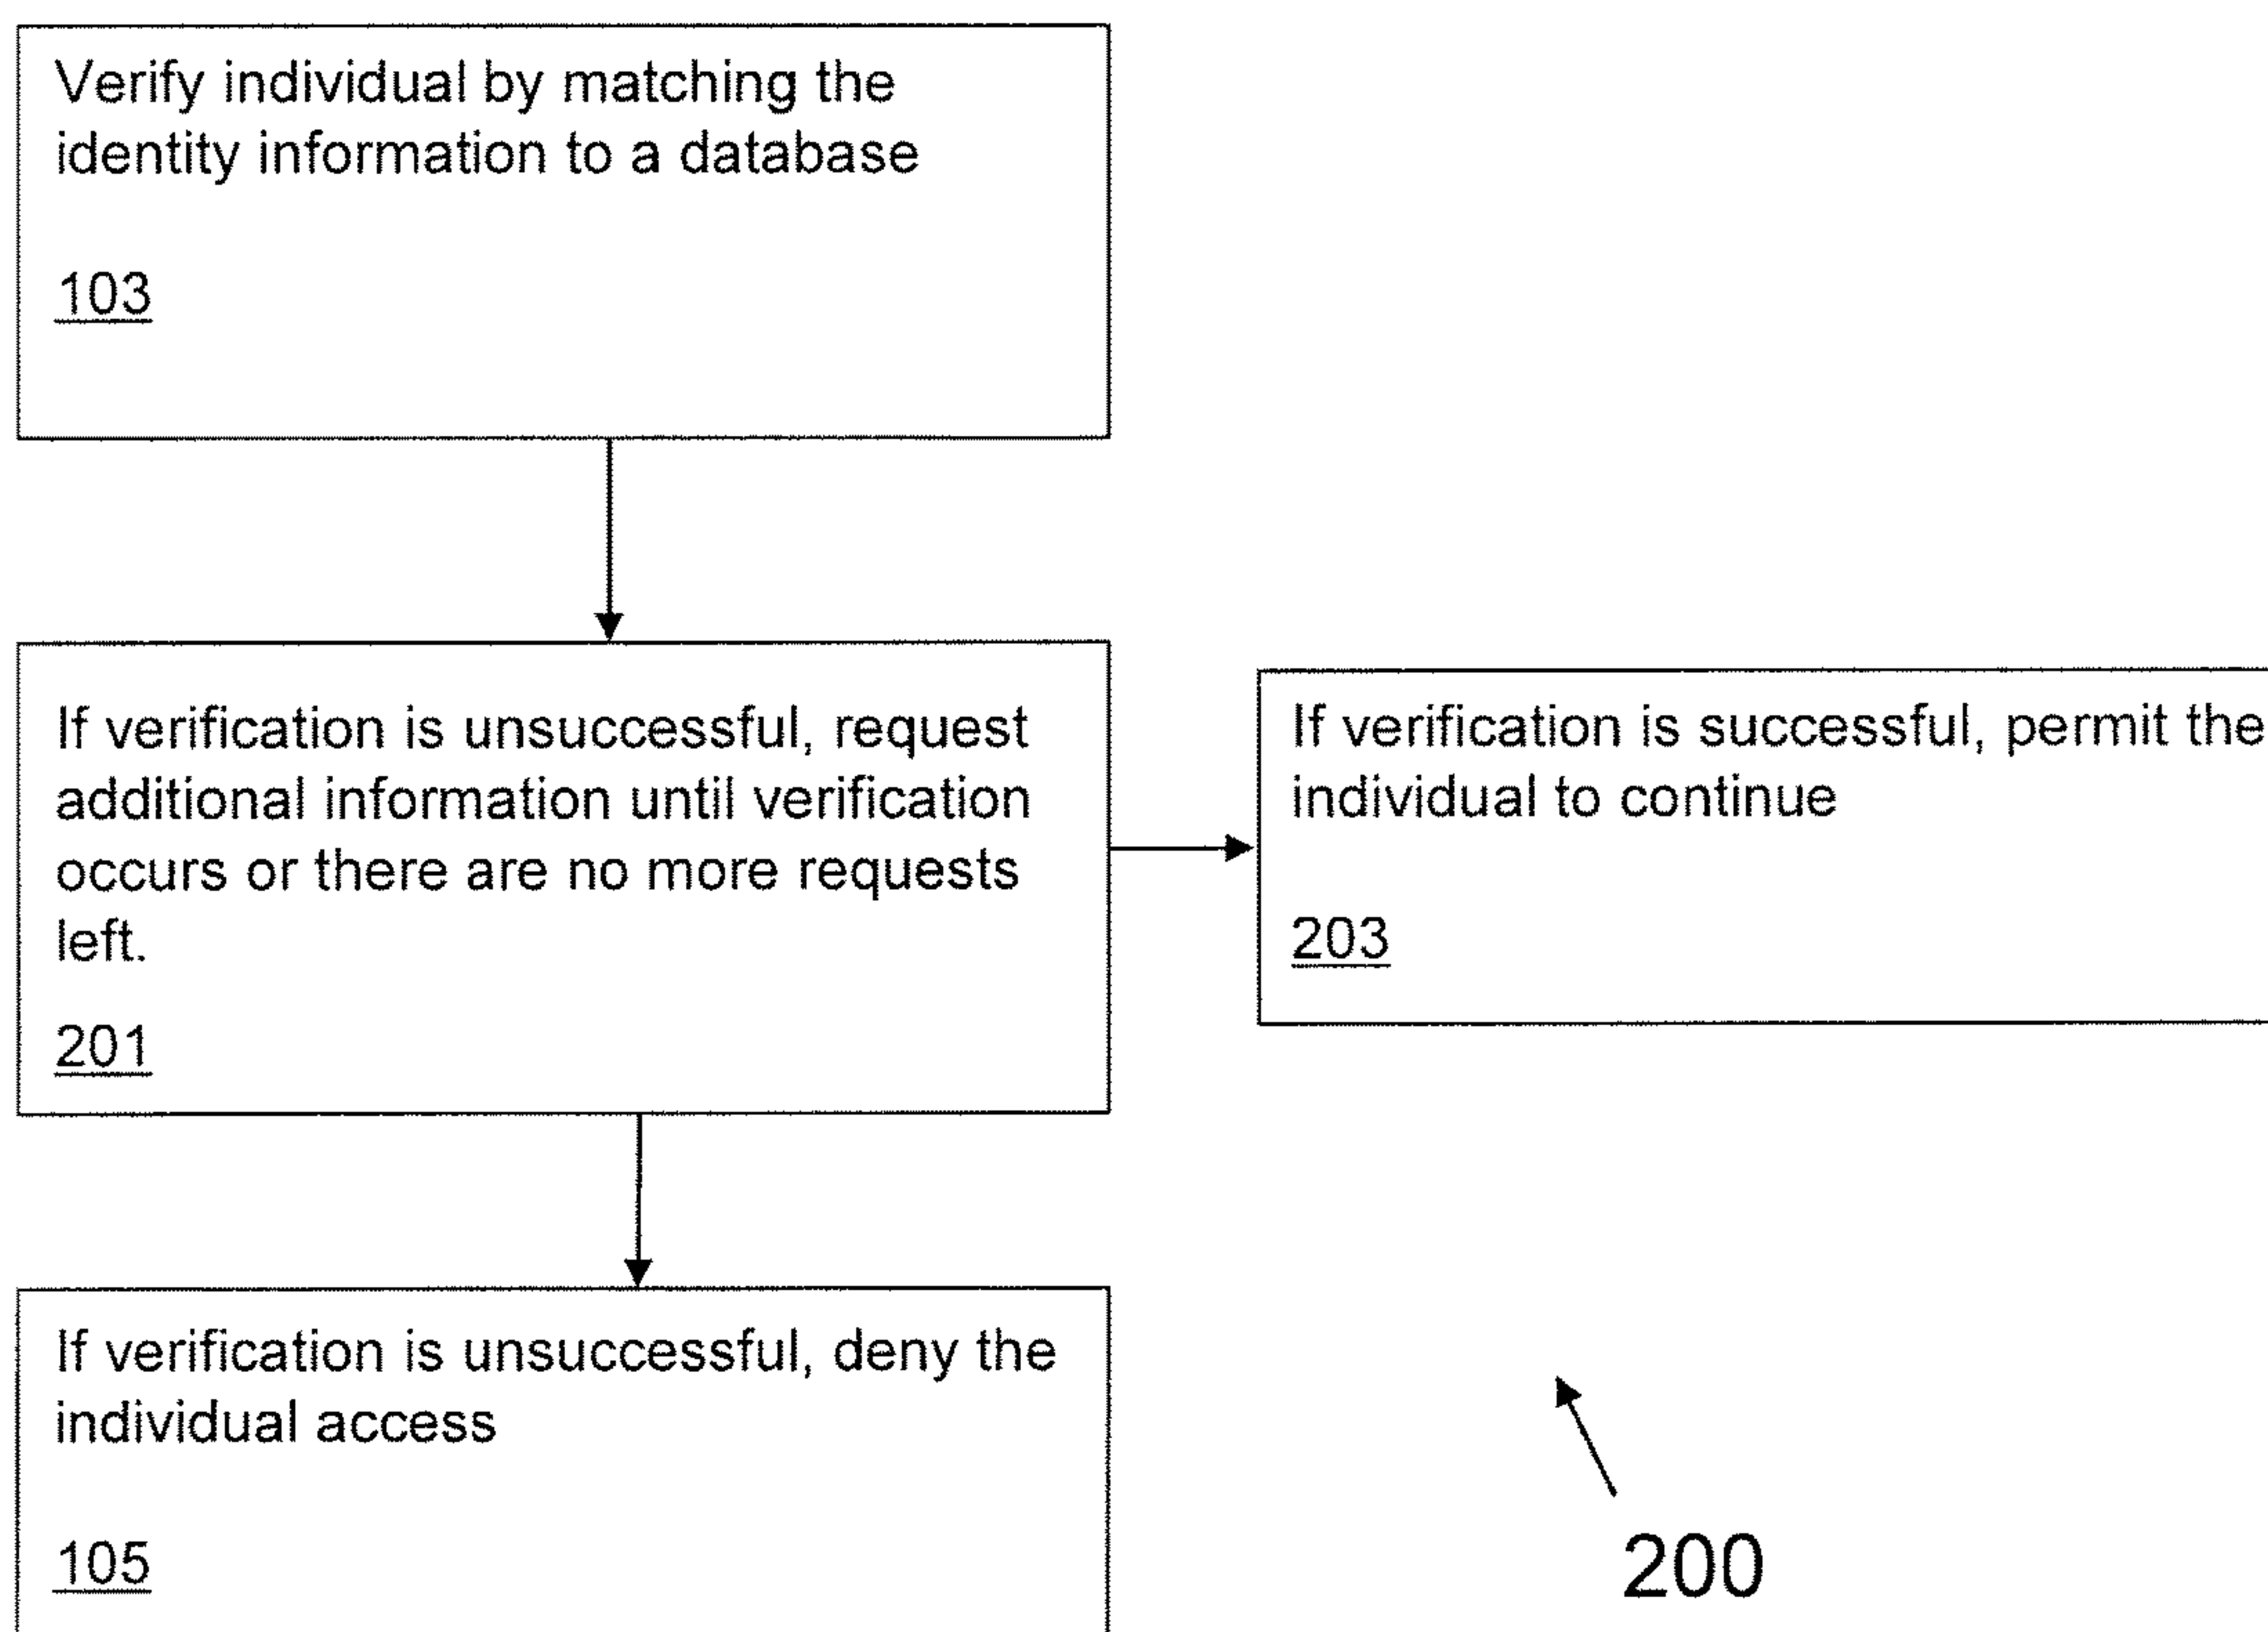 Verify individual by matching the
identity information to a database
103
If verification is unsuccessful, request
additional information until verification
occurs or there are no more requests
left.
201
If verification is successful, permit the
individual to continue
203
If verification is unsuccessful, deny the
individual access
105
200